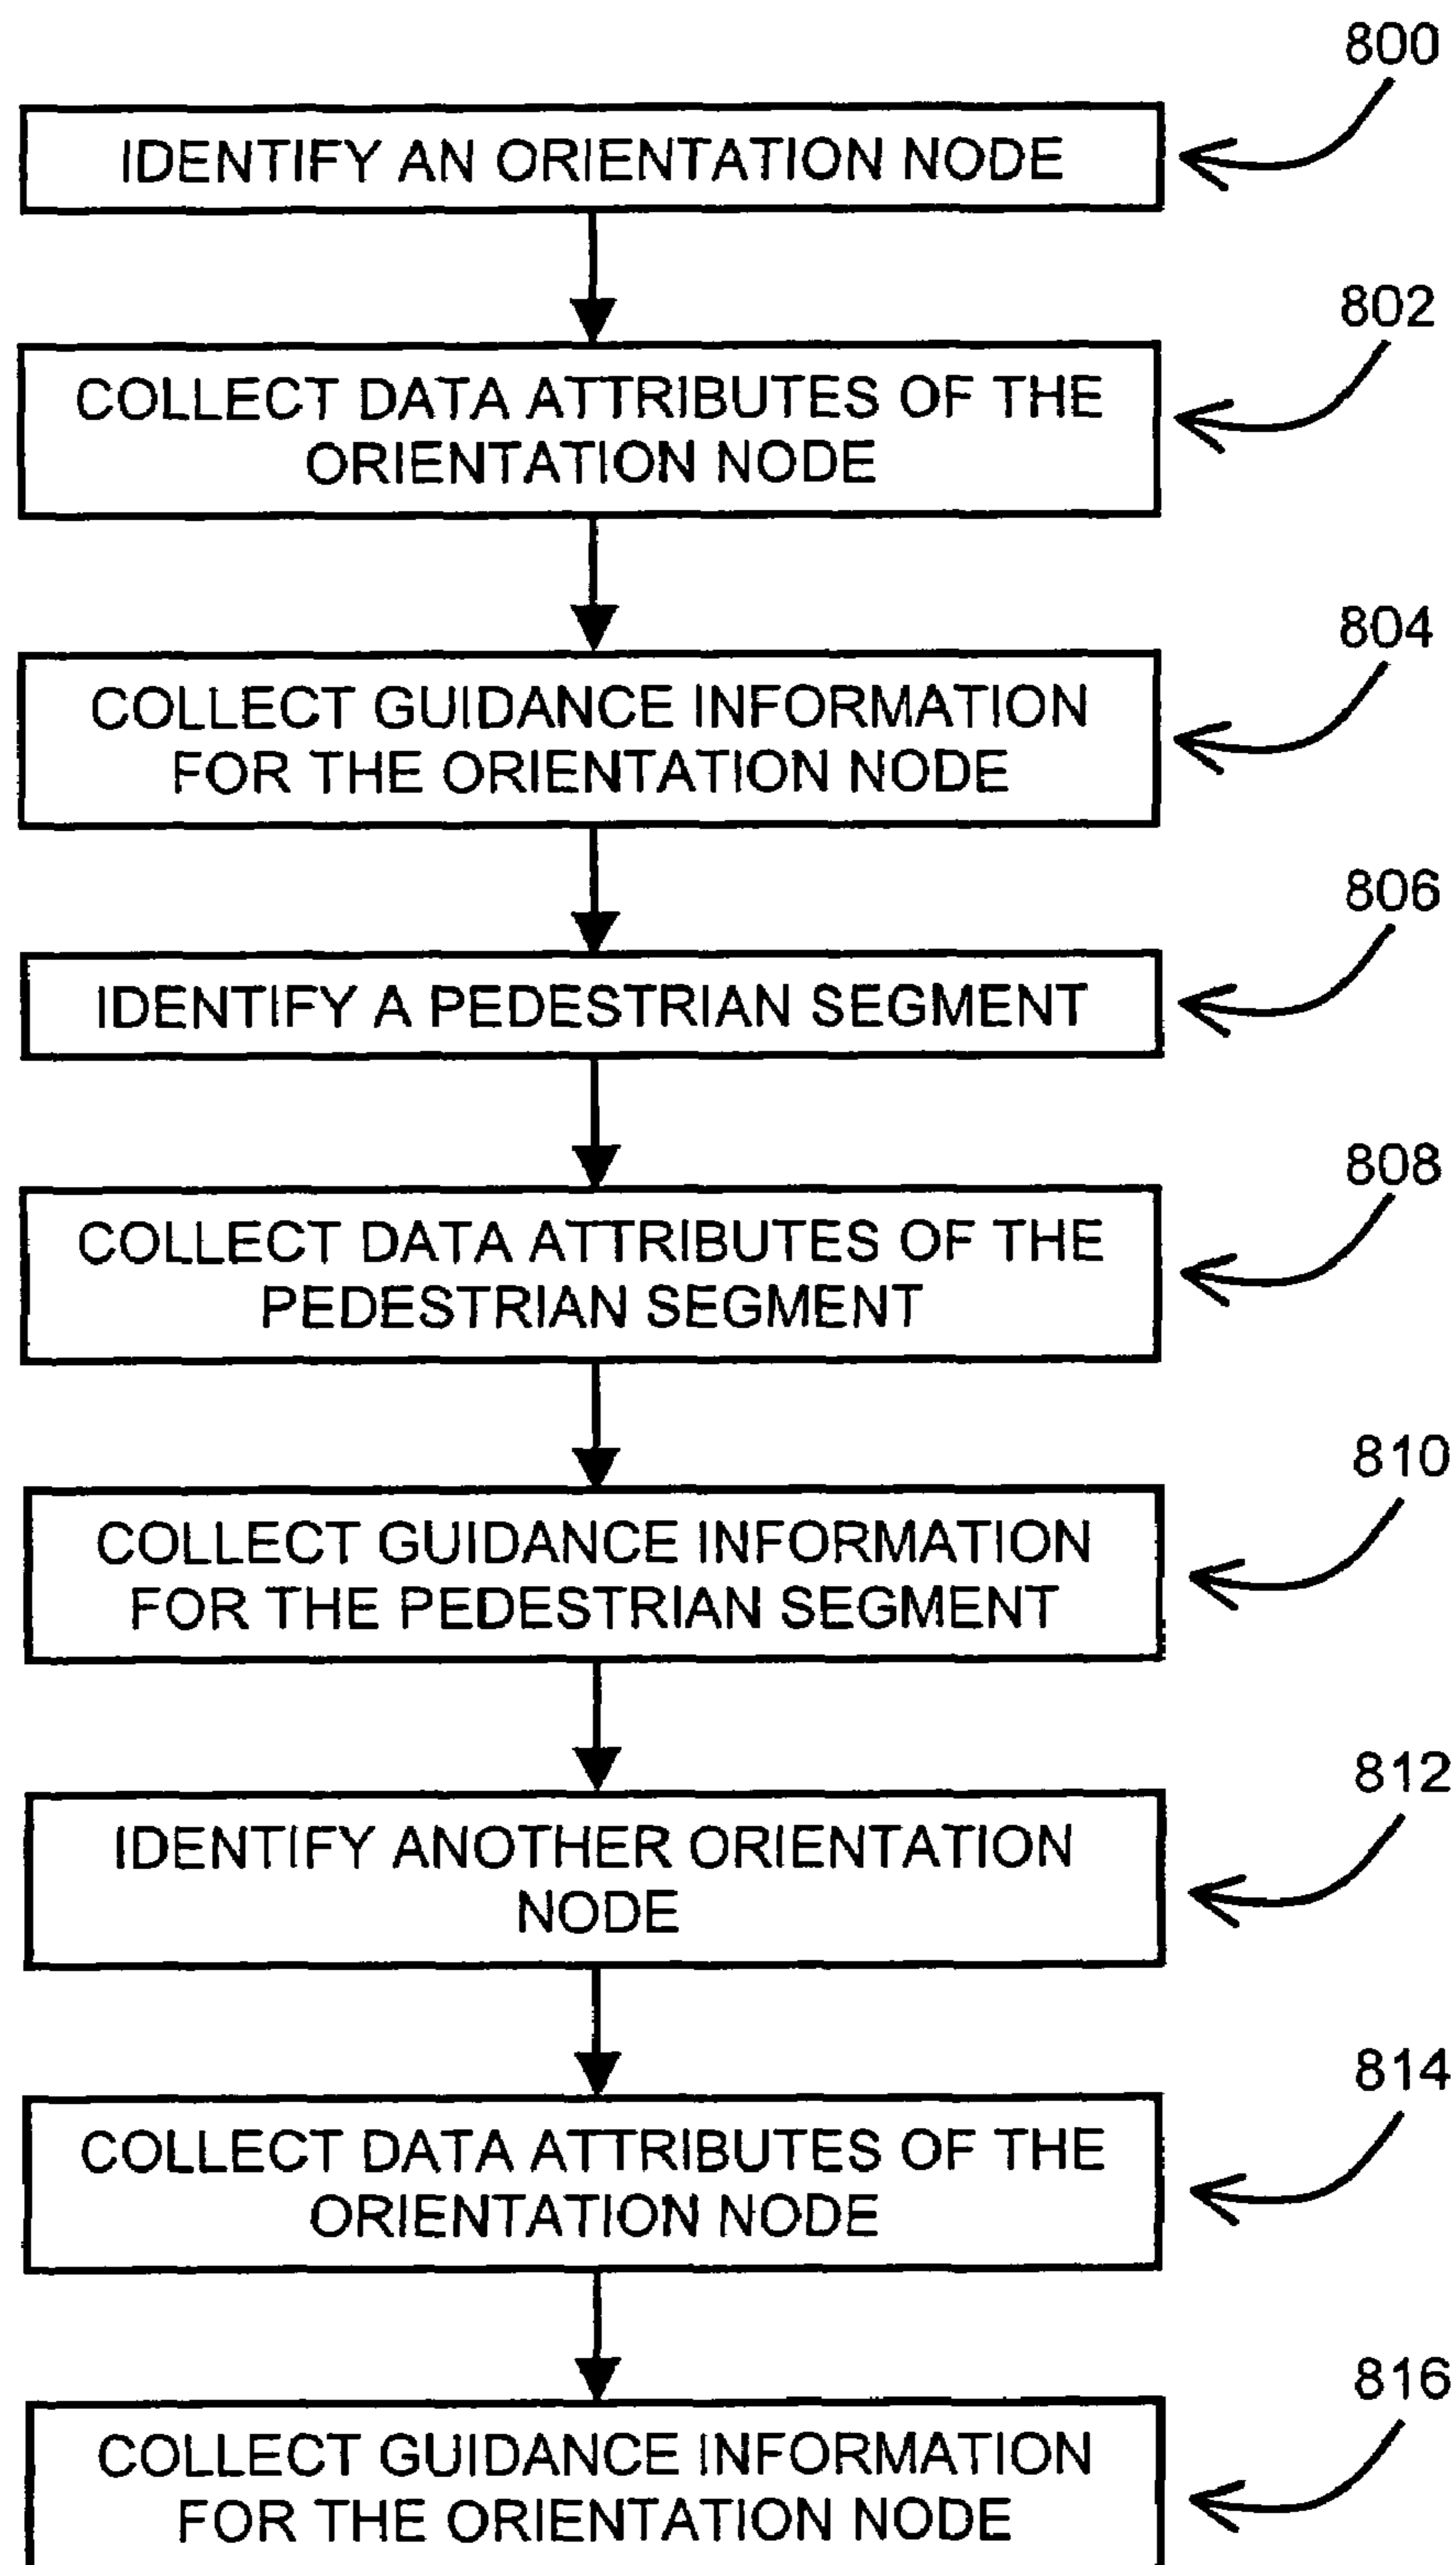 800
IDENTIFY AN ORIENTATION NODE
802
COLLECT DATA ATTRIBUTES OF THE
ORIENTATION NODE
804
COLLECT GUIDANCE INFORMATION
FOR THE ORIENTATION NODE
806
IDENTIFY A PEDESTRIAN SEGMENT
808
COLLECT DATA ATTRIBUTES OF THE
PEDESTRIAN SEGMENT
810
COLLECT GUIDANCE INFORMATION
FOR THE PEDESTRIAN SEGMENT
812
IDENTIFY ANOTHER ORIENTATION
NODE
814
COLLECT DATA ATTRIBUTES OF THE
ORIENTATION NODE
816
COLLECT GUIDANCE INFORMATION
FOR THE ORIENTATION NODE